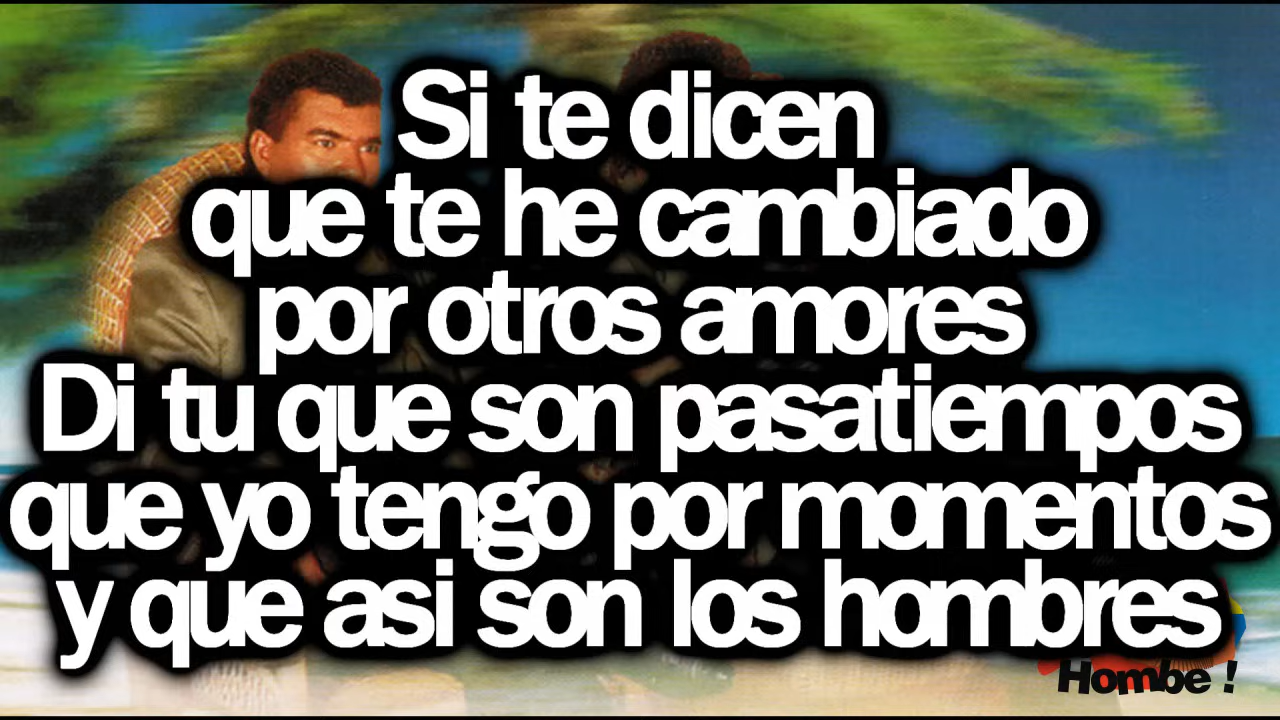 Si te dicen
que te he cambiado
por otros amores
Di tu que son pasatiempos
que yo tengo por momentos
y que asi son los hombres
Hombe !